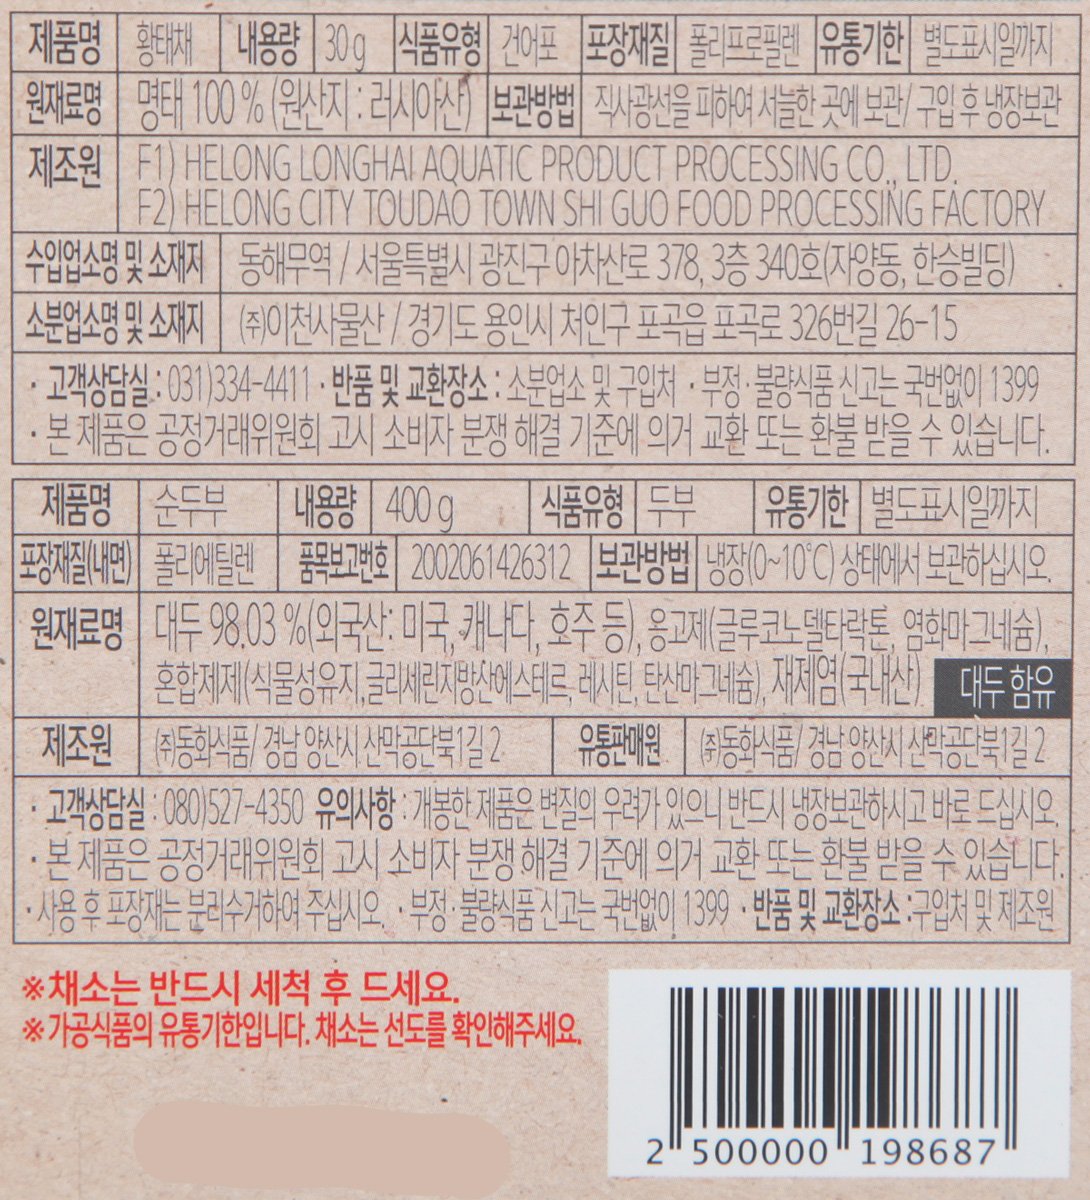 제품명 황태채 내용량 30g 식품유형 건어포 포장재질 폴리프로필렌 유통기한 별도표시일까지
원재료명 명태 100% (원산지 : 러시아산) 보관방법 직사광선을 피하여 서늘한 곳에 보관/ 구입 후 냉장보관
제조원 F1) HELONG LONGHAI AQUATIC PRODUCT PROCESSING CO., LTD.
F2) HELONG CITY TOUDAO TOWN SHI GUO FOOD PROCESSING FACTORY
수입업소명 및 소재지 동해무역 / 서울특별시 광진구 아차산로 378, 3층 340호(자양동, 한승빌딩)
소분업소명 및 소재지 (주)이천사물산 / 경기도 용인시 처인구 포곡읍 포곡로 326번길 26-15
· 고객상담실 : 031)334-4411 · 반품 및 교환장소 : 소분업소 및 구입처 · 부정·불량식품 신고는 국번없이 1399
· 본 제품은 공정거래위원회 고시 소비자 분쟁 해결 기준에 의거 교환 또는 환불 받을 수 있습니다.
제품명 순두부 내용량 400g 식품유형 두부 유통기한 별도표시일까지
포장재질(내면) 폴리에틸렌 품목보고번호 2002061426312 보관방법 냉장(0~10℃) 상태에서 보관하십시오.
원재료명 대두 98.03 %(외국산: 미국, 캐나다, 호주 등), 응고제(글루코노델타락톤, 염화마그네슘),
혼합제제(식물성유지,글리세린지방산에스테르, 레시틴, 탄산마그네슘), 재제염(국내산) 대두 함유
제조원 (주)동화식품/ 경남 양산시 산막공단북1길 2 유통판매원 (주)동화식품/ 경남 양산시 산막공단북1길 2
· 고객상담실 : 080)527-4350 유의사항 : 개봉한 제품은 변질의 우려가 있으니 반드시 냉장보관하시고 바로 드십시오.
· 본 제품은 공정거래위원회 고시 소비자 분쟁 해결 기준에 의거 교환 또는 환불 받을 수 있습니다.
· 사용 후 포장재는 분리수거하여 주십시오. · 부정·불량식품 신고는 국번없이 1399 · 반품 및 교환장소 : 구입처 및 제조원
※채소는 반드시 세척 후 드세요.
※가공식품의 유통기한입니다. 채소는 선도를 확인해주세요.
2 500000 198687